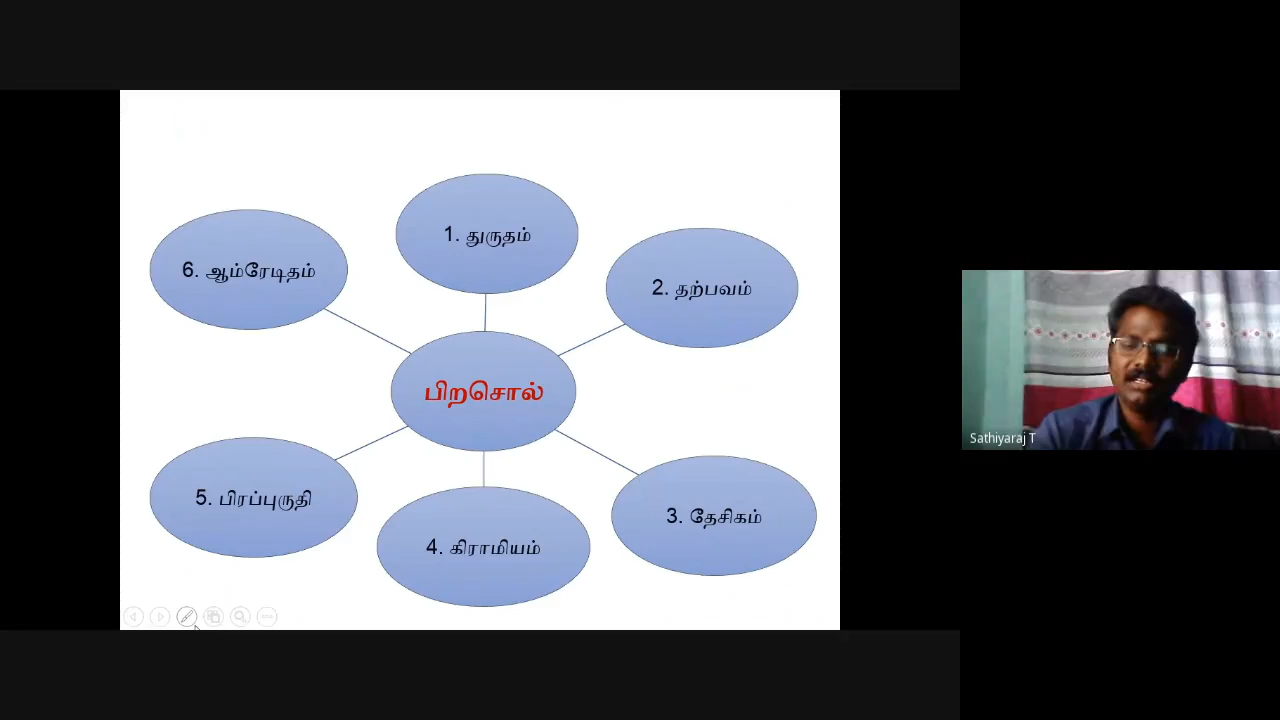 1. துருதம்
2. தற்பவம்
3. தேசிகம்
4. கிராமியம்
5. பிரப்புருதி
6. ஆம்ரேடிதம்
பிறசொல்
Sathiyaraj T